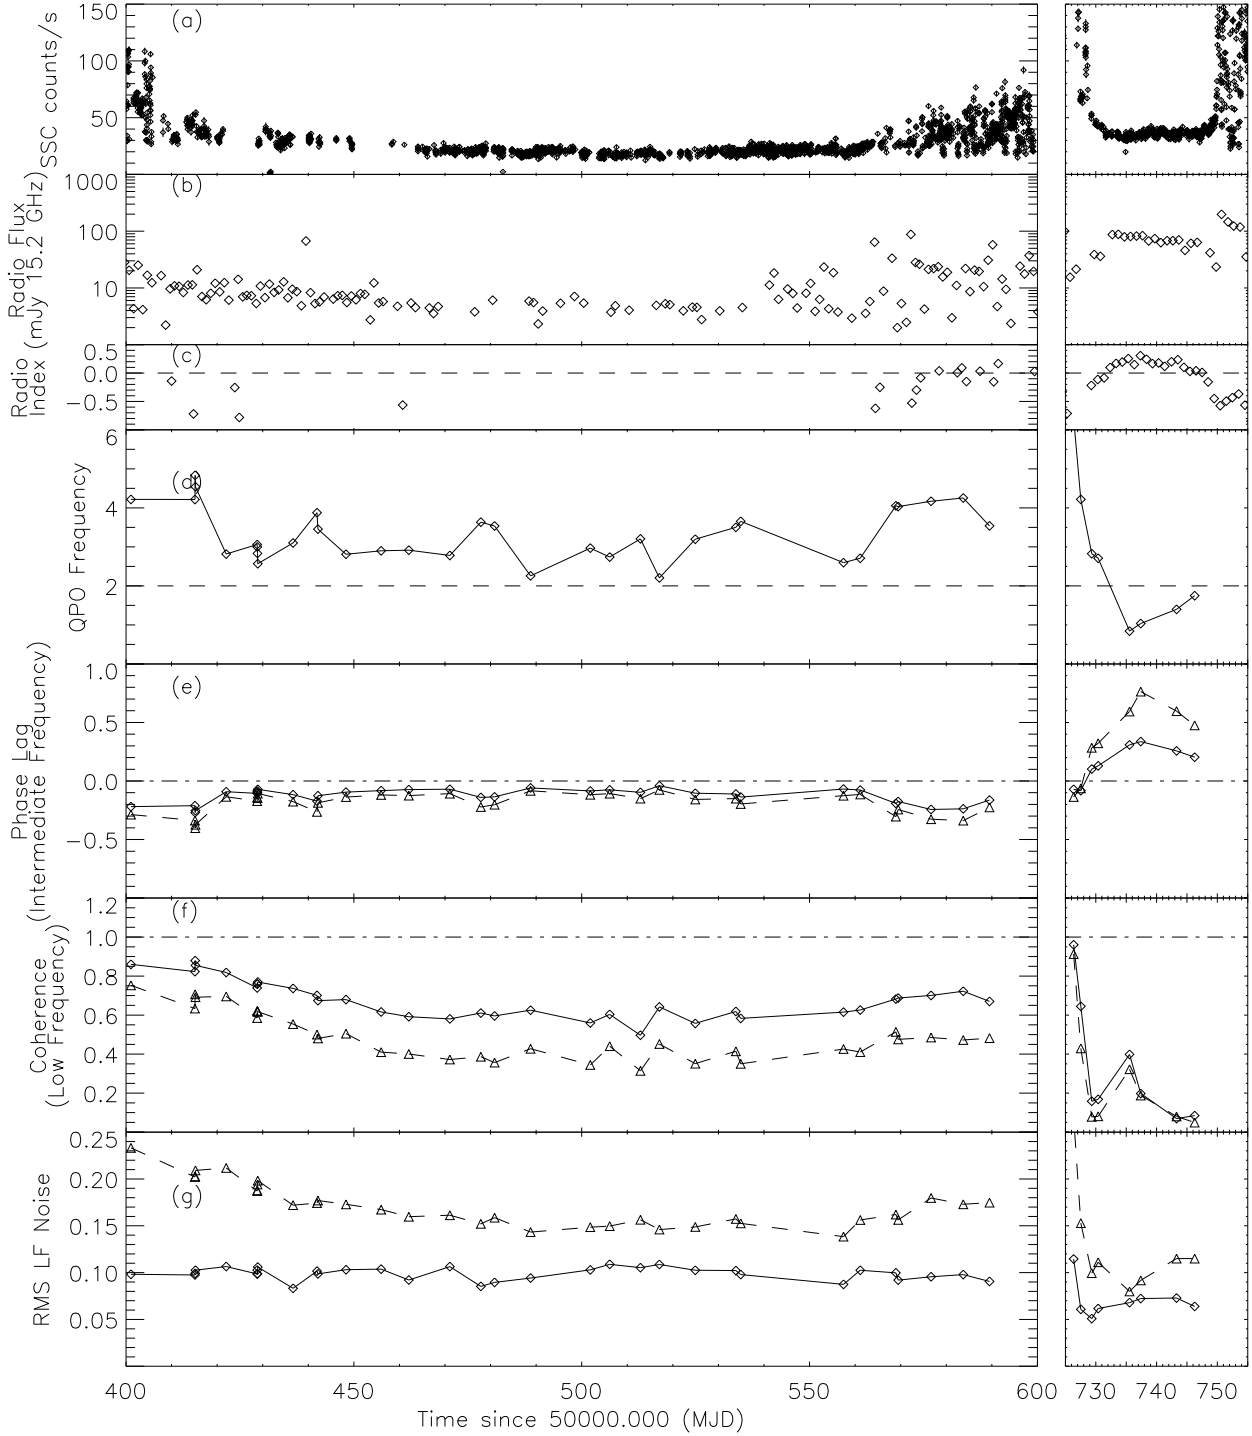 SSC counts/s
150
100
50
(a)
Radio Flux
(mJy 15.2 GHz)
1000
100
10
(b)
Radio
Index
0.5
0.0
−0.5
(c)
QPO Frequency
6
4
2
(d)
Phase Lag
(Intermediate Frequency)
1.0
0.5
0.0
−0.5
(e)
Coherence
(Low Frequency)
1.2
1.0
0.8
0.6
0.4
0.2
(f)
RMS LF Noise
0.25
0.20
0.15
0.10
0.05
(g)
400 450 500 550 600 730 740 750
Time since 50000.000 (MJD)